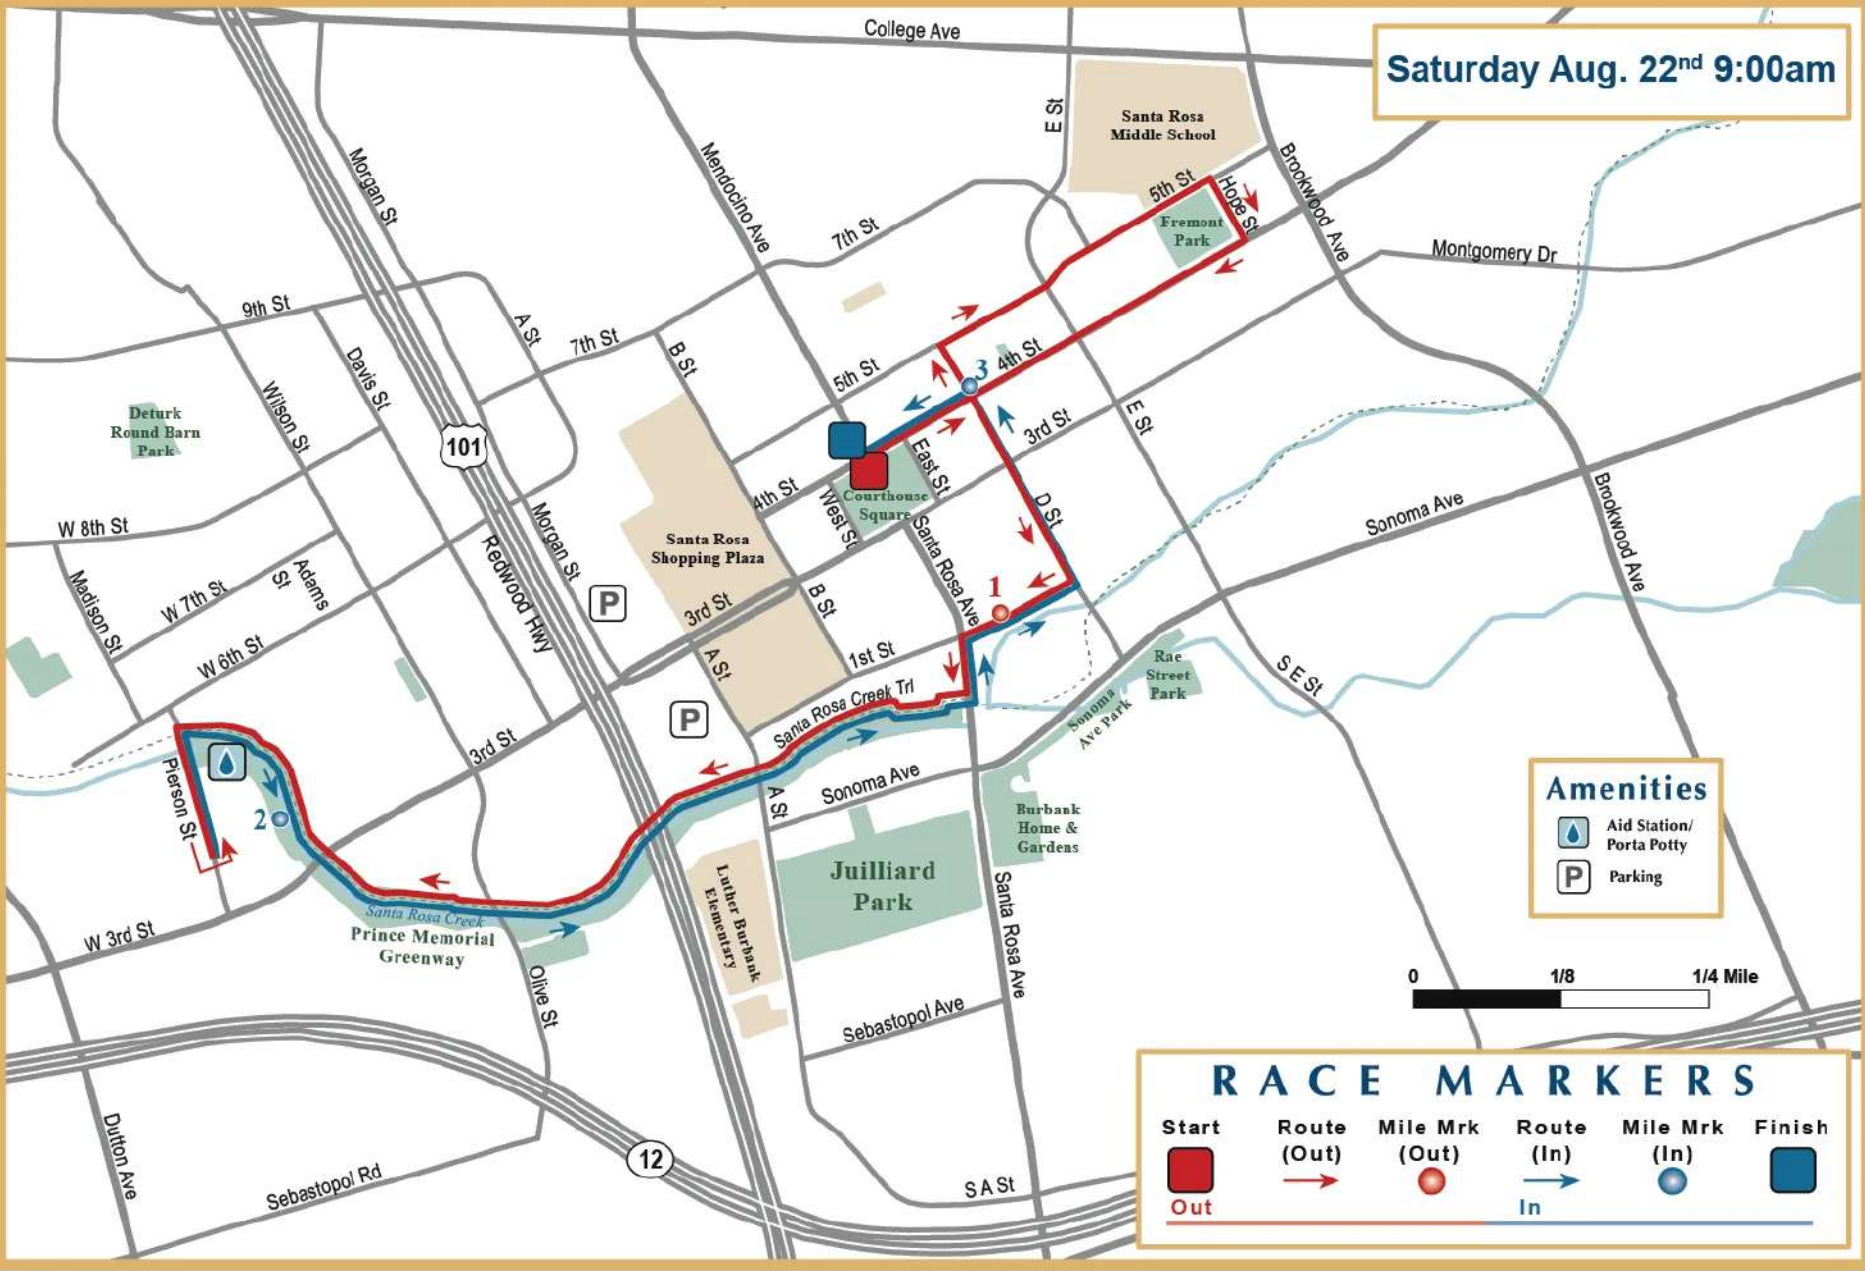 College Ave
Saturday Aug. 22nd 9:00am
E St
Santa Rosa
Middle School
Morgan St
Mendocino Ave
Brookwood Ave
5th St
Hope St
7th St
Fremont
Park
Montgomery Dr
9th St
A St
7th St
B St
Davis St
Wilson St
5th St
3
4th St
3rd St
E St
Deturk
Round Barn
Park
101
East St
4th St
West St
Courthouse
Square
D St
Sonoma Ave
Brookwood Ave
W 8th St
Morgan St
Redwood Hwy
Santa Rosa
Shopping Plaza
Santa Rosa Ave
Madison St
W 7th St
Adams
St
P
3rd St
B St
1
W 6th St
A St
1st St
Rae
Street
Park
S E St
Santa Rosa Creek Trl
Sonoma
Ave Park
P
3rd St
Pierson St
2
A St
Sonoma Ave
Burbank
Home &
Gardens
Amenities
Aid Station/
Porta Potty
P
Parking
Juilliard
Park
Luther Burbank
Elementary
Santa Rosa Ave
Santa Rosa Creek
Prince Memorial
Greenway
W 3rd St
Olive St
0
1/8
1/4 Mile
Sebastopol Ave
Dutton Ave
12
Sebastopol Rd
S A St
RACE MARKERS
Start
Route
(Out)
Mile Mrk
(Out)
Route
(In)
Mile Mrk
(In)
Finish
Out
In